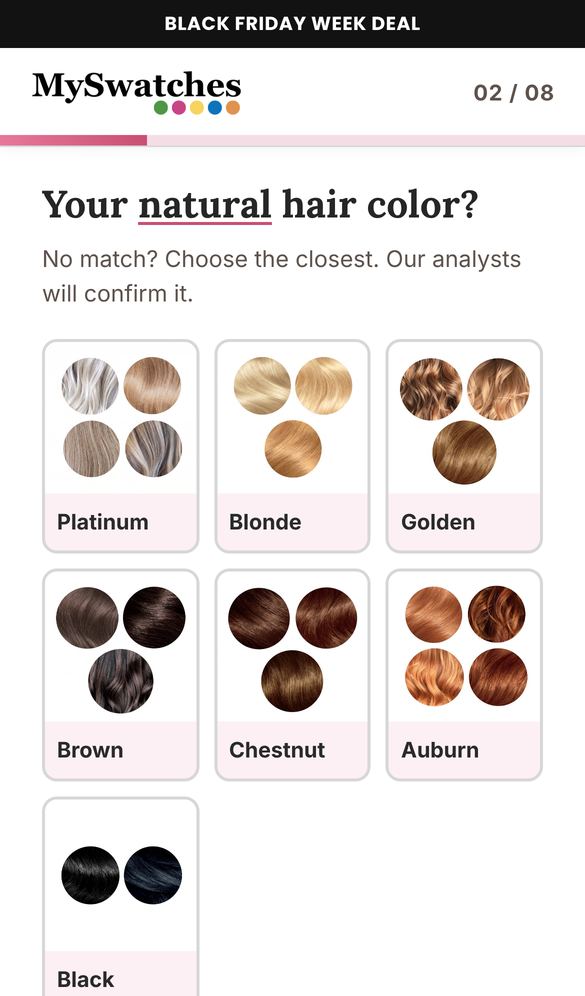 BLACK FRIDAY WEEK DEAL
MySwatches
02 / 08
Your natural hair color?
No match? Choose the closest. Our analysts
will confirm it.
Platinum
Blonde
Golden
Brown
Chestnut
Auburn
Black